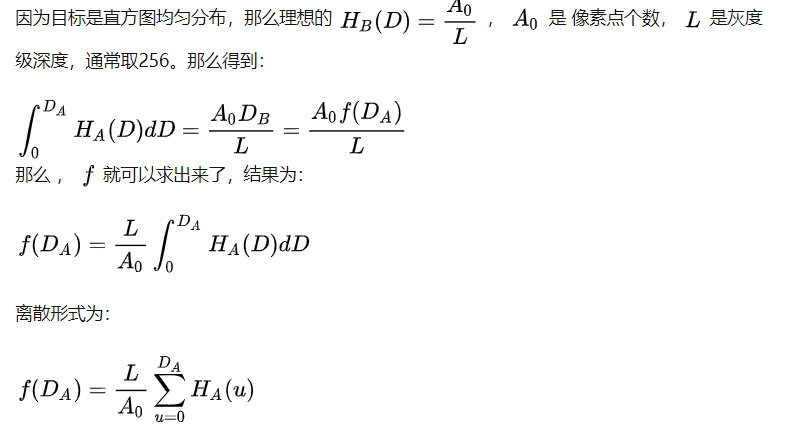 因为目标是直方图均匀分布，那么理想的 H_B(D) = A_0/L ， A_0 是 像素点个数， L 是灰度
级深度，通常取256。那么得到：
∫_0^{D_A} H_A(D)dD = A_0 D_B/L = A_0 f(D_A)/L
那么 ， f 就可以求出来了，结果为：
f(D_A) = L/A_0 ∫_0^{D_A} H_A(D)dD
离散形式为：
f(D_A) = L/A_0 ∑_{u=0}^{D_A} H_A(u)